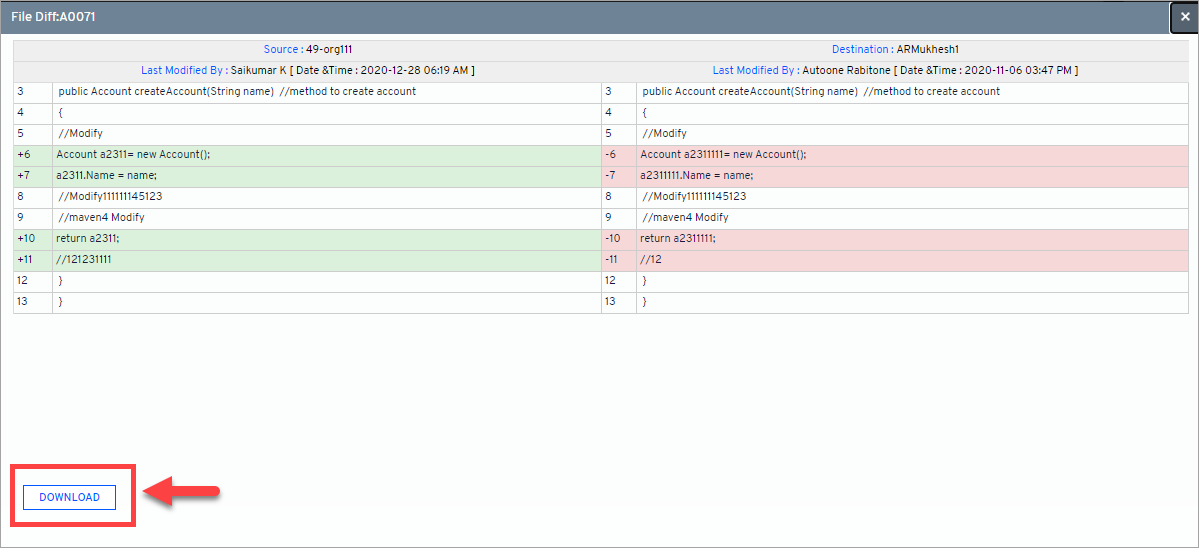 File Diff:A0071 ×
Source : 49-org111 Destination : ARMukhesh1
Last Modified By : Saikumar K [ Date &Time : 2020-12-28 06:19 AM ] Last Modified By : Autoone Rabitone [ Date &Time : 2020-11-06 03:47 PM ]
3 public Account createAccount(String name) //method to create account 3 public Account createAccount(String name) //method to create account
4 { 4 {
5 //Modify 5 //Modify
+6 Account a2311= new Account(); -6 Account a2311111= new Account();
+7 a2311.Name = name; -7 a2311111.Name = name;
8 //Modify111111145123 8 //Modify111111145123
9 //maven4 Modify 9 //maven4 Modify
+10 return a2311; -10 return a2311111;
+11 //121231111 -11 //12
12 } 12 }
13 } 13 }
DOWNLOAD